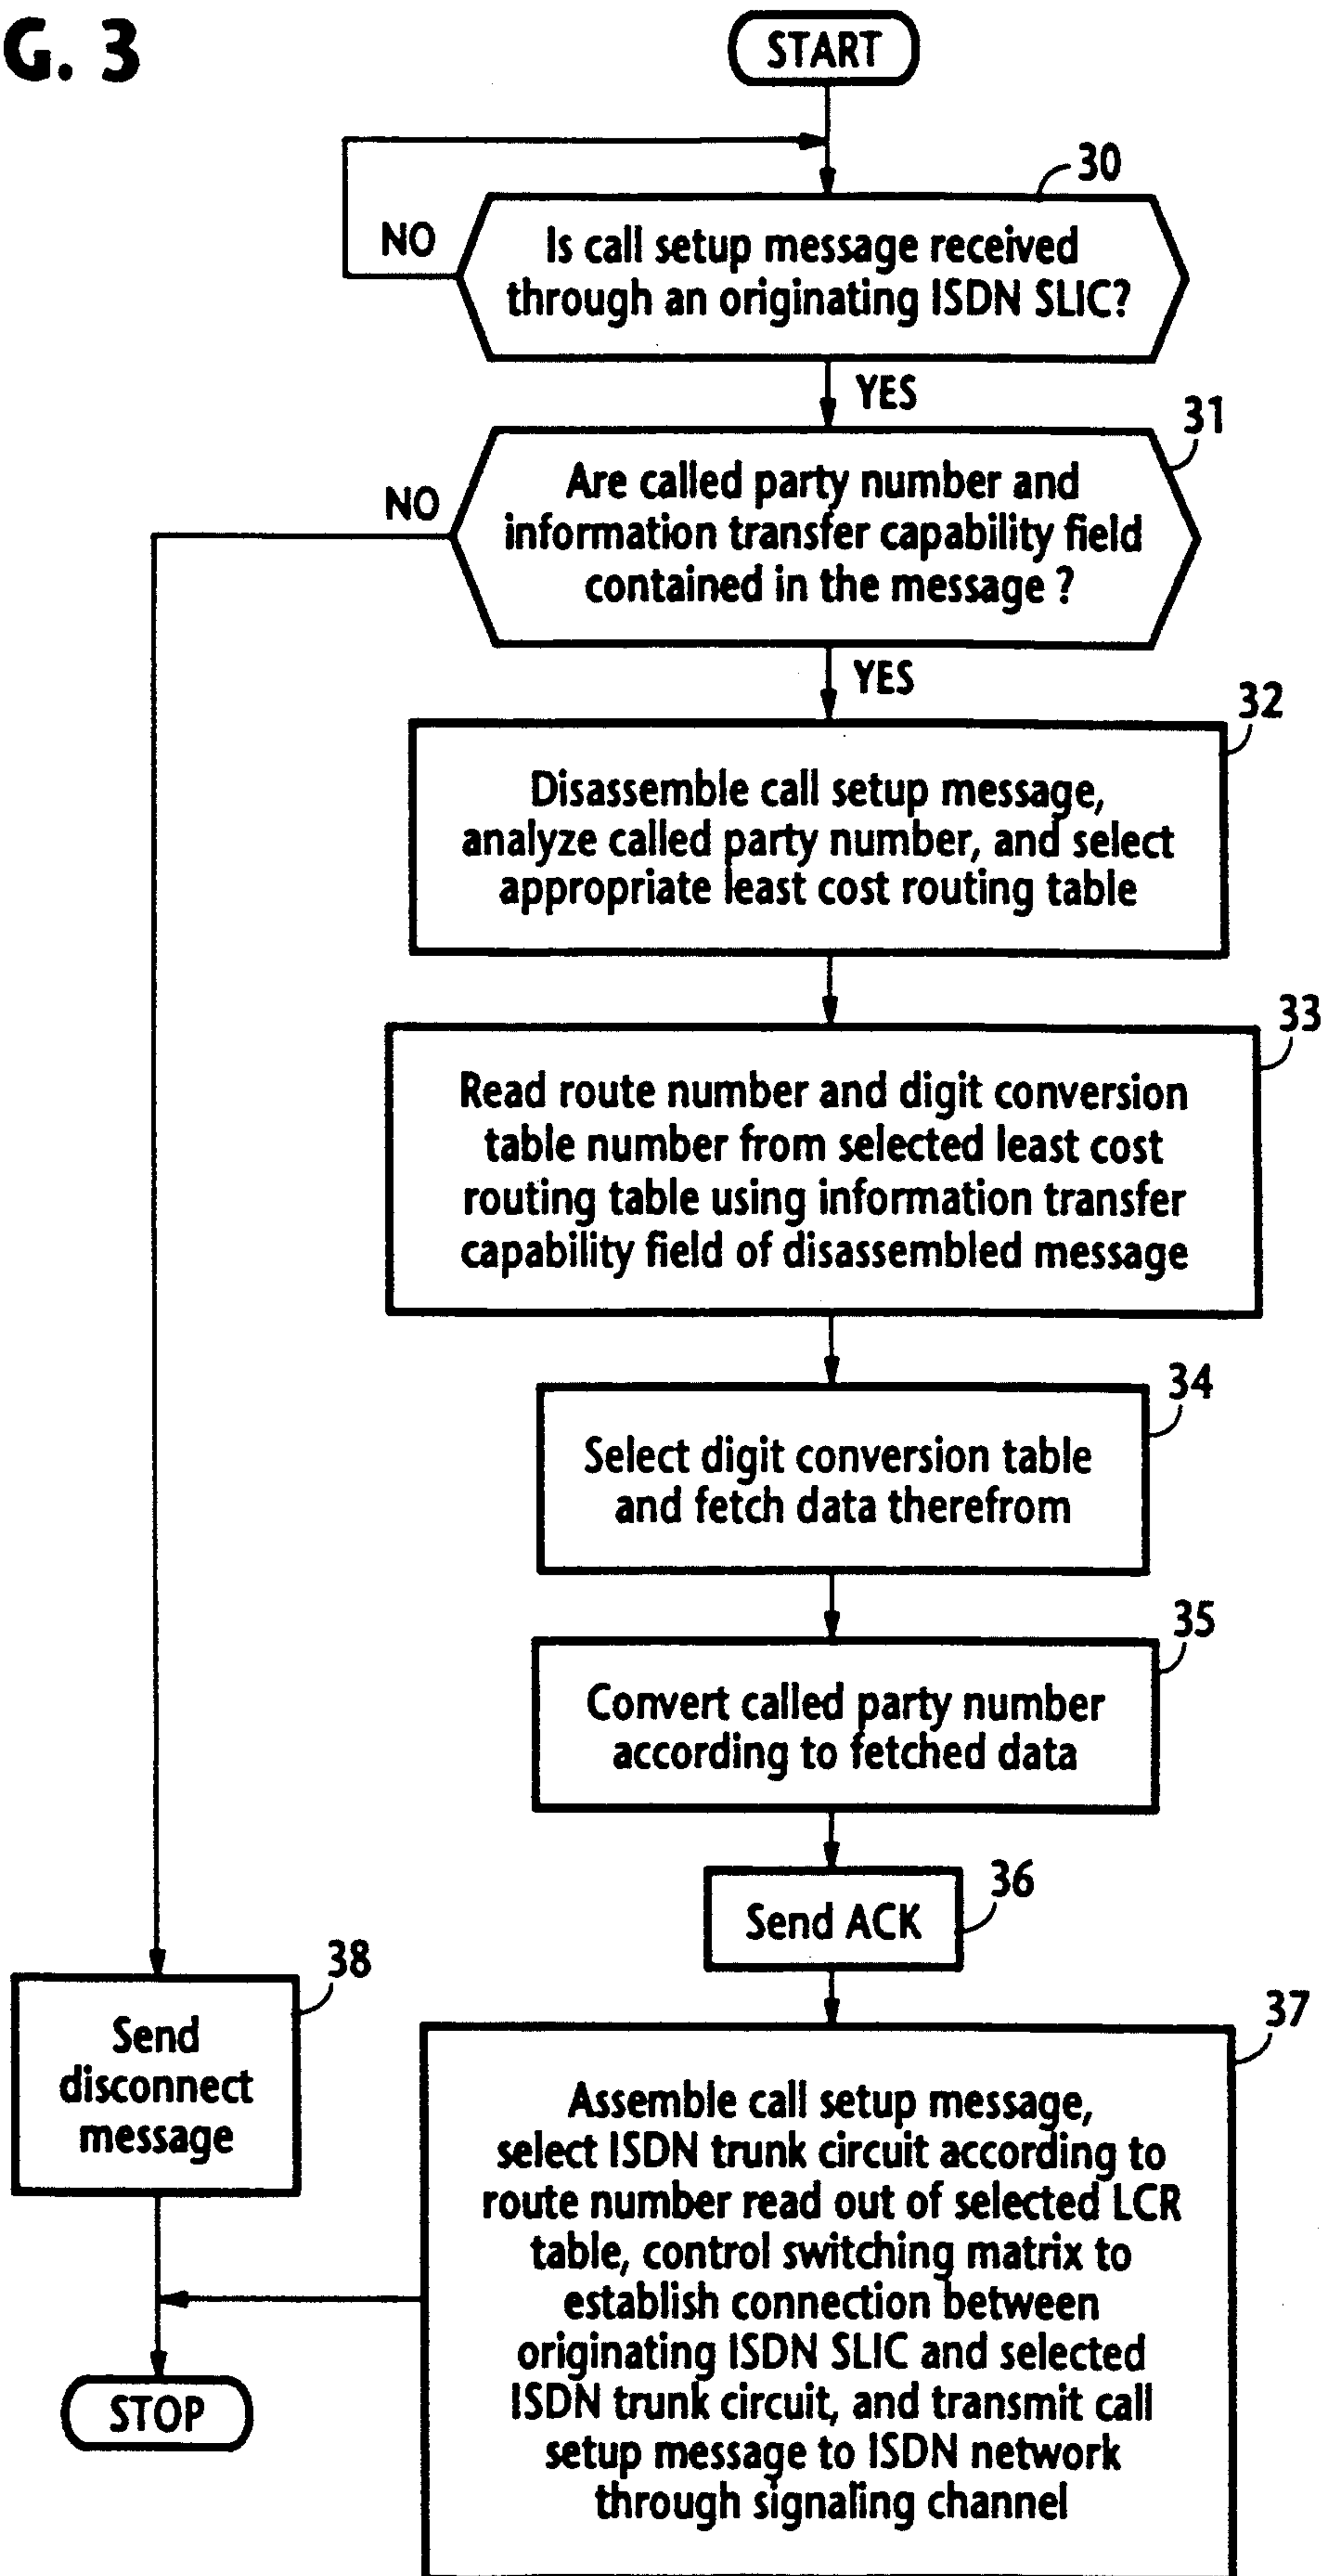 G. 3
START
30
NO
Is call setup message received
through an originating ISDN SLIC?
YES
31
NO
Are called party number and
information transfer capability field
contained in the message ?
YES
32
Disassemble call setup message,
analyze called party number, and select
appropriate least cost routing table
33
Read route number and digit conversion
table number from selected least cost
routing table using information transfer
capability field of disassembled message
34
Select digit conversion table
and fetch data therefrom
35
Convert called party number
according to fetched data
36
Send ACK
38
Send
disconnect
message
37
Assemble call setup message,
select ISDN trunk circuit according to
route number read out of selected LCR
table, control switching matrix to
establish connection between
originating ISDN SLIC and selected
ISDN trunk circuit, and transmit call
setup message to ISDN network
through signaling channel
STOP